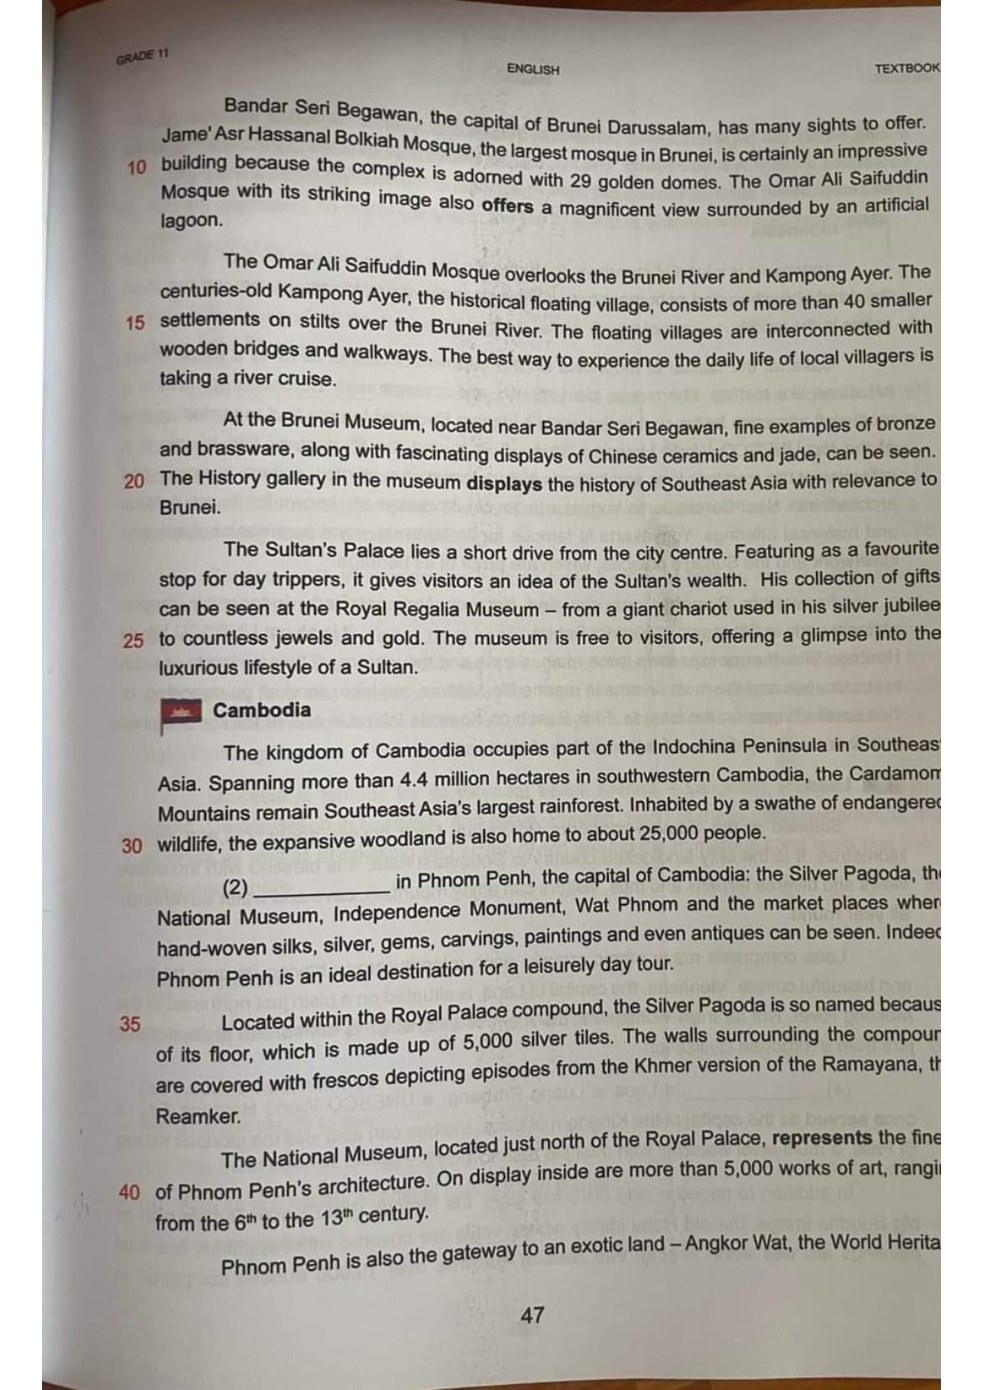 GRADE 11
ENGLISH
TEXTBOOK
Bandar Seri Begawan, the capital of Brunei Darussalam, has many sights to offer.
Jame' Asr Hassanal Bolkiah Mosque, the largest mosque in Brunei, is certainly an impressive
10 building because the complex is adorned with 29 golden domes. The Omar Ali Saifuddin
Mosque with its striking image also offers a magnificent view surrounded by an artificial
lagoon.
The Omar Ali Saifuddin Mosque overlooks the Brunei River and Kampong Ayer. The
centuries-old Kampong Ayer, the historical floating village, consists of more than 40 smaller
15 settlements on stilts over the Brunei River. The floating villages are interconnected with
wooden bridges and walkways. The best way to experience the daily life of local villagers is
taking a river cruise.
At the Brunei Museum, located near Bandar Seri Begawan, fine examples of bronze
and brassware, along with fascinating displays of Chinese ceramics and jade, can be seen.
20 The History gallery in the museum displays the history of Southeast Asia with relevance to
Brunei.
The Sultan's Palace lies a short drive from the city centre. Featuring as a favourite
stop for day trippers, it gives visitors an idea of the Sultan's wealth. His collection of gifts
can be seen at the Royal Regalia Museum – from a giant chariot used in his silver jubilee
25 to countless jewels and gold. The museum is free to visitors, offering a glimpse into the
luxurious lifestyle of a Sultan.
Cambodia
The kingdom of Cambodia occupies part of the Indochina Peninsula in Southeas
Asia. Spanning more than 4.4 million hectares in southwestern Cambodia, the Cardamom
Mountains remain Southeast Asia's largest rainforest. Inhabited by a swathe of endangered
30 wildlife, the expansive woodland is also home to about 25,000 people.
(2) ____________ in Phnom Penh, the capital of Cambodia: the Silver Pagoda, the
National Museum, Independence Monument, Wat Phnom and the market places wher
hand-woven silks, silver, gems, carvings, paintings and even antiques can be seen. Indeed
Phnom Penh is an ideal destination for a leisurely day tour.
35 Located within the Royal Palace compound, the Silver Pagoda is so named becaus
of its floor, which is made up of 5,000 silver tiles. The walls surrounding the compour
are covered with frescos depicting episodes from the Khmer version of the Ramayana, th
Reamker.
The National Museum, located just north of the Royal Palace, represents the fine
40 of Phnom Penh's architecture. On display inside are more than 5,000 works of art, rangi
from the 6th to the 13th century.
Phnom Penh is also the gateway to an exotic land – Angkor Wat, the World Herita
47